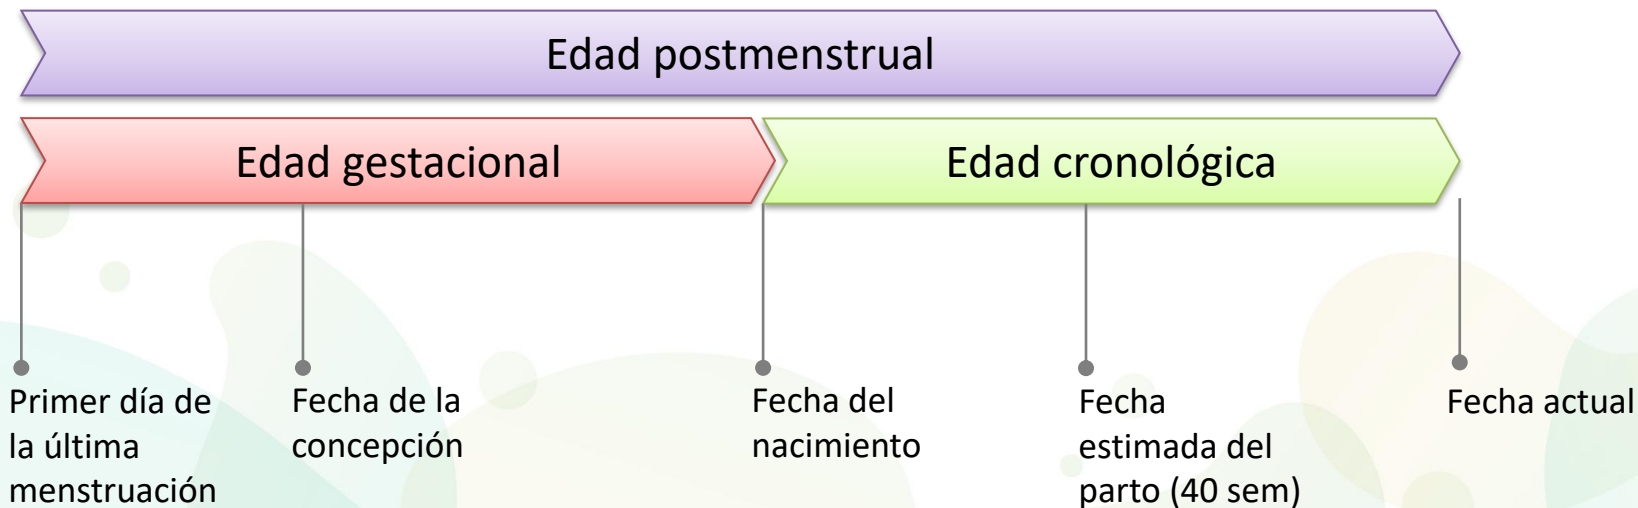 Edad postmenstrual
Edad gestacional
Edad cronológica
Primer día de
la última
menstruación
Fecha de la
concepción
Fecha del
nacimiento
Fecha
estimada del
parto (40 sem)
Fecha actual